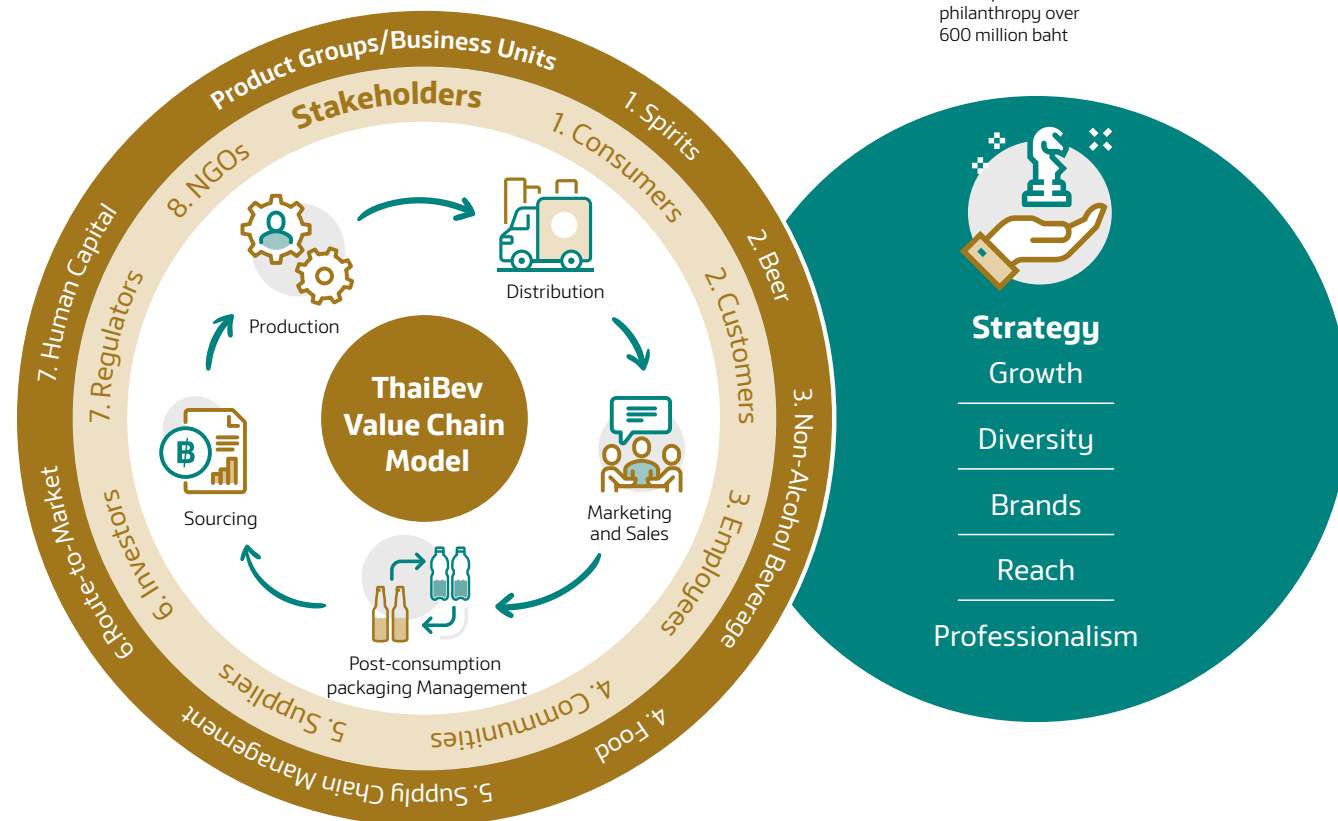 philanthropy over
600 million baht
Product Groups/Business Units
1. Spirits
2. Beer
3. Non-Alcohol Beverage
4. Food
5. Supply Chain Management
6.Route-to-Market
7. Human Capital
Stakeholders
1. Consumers
2. Customers
3. Employees
4. Communities
5. Suppliers
6. Investors
7. Regulators
8. NGOs
Production
Distribution
Marketing
and Sales
Post-consumption
packaging Management
Sourcing
฿
ThaiBev
Value Chain
Model
Strategy
Growth
Diversity
Brands
Reach
Professionalism